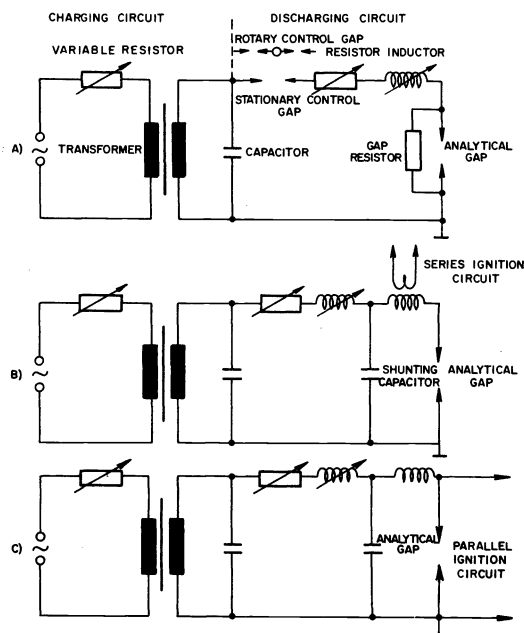 CHARGING CIRCUIT
DISCHARGING CIRCUIT
VARIABLE RESISTOR
ROTARY CONTROL GAP
RESISTOR INDUCTOR
STATIONARY CONTROL
GAP
A)
TRANSFORMER
CAPACITOR
GAP
RESISTOR
ANALYTICAL
GAP
SERIES IGNITION
CIRCUIT
B)
SHUNTING
CAPACITOR
ANALYTICAL
GAP
C)
ANALYTICAL
GAP
PARALLEL
IGNITION
CIRCUIT